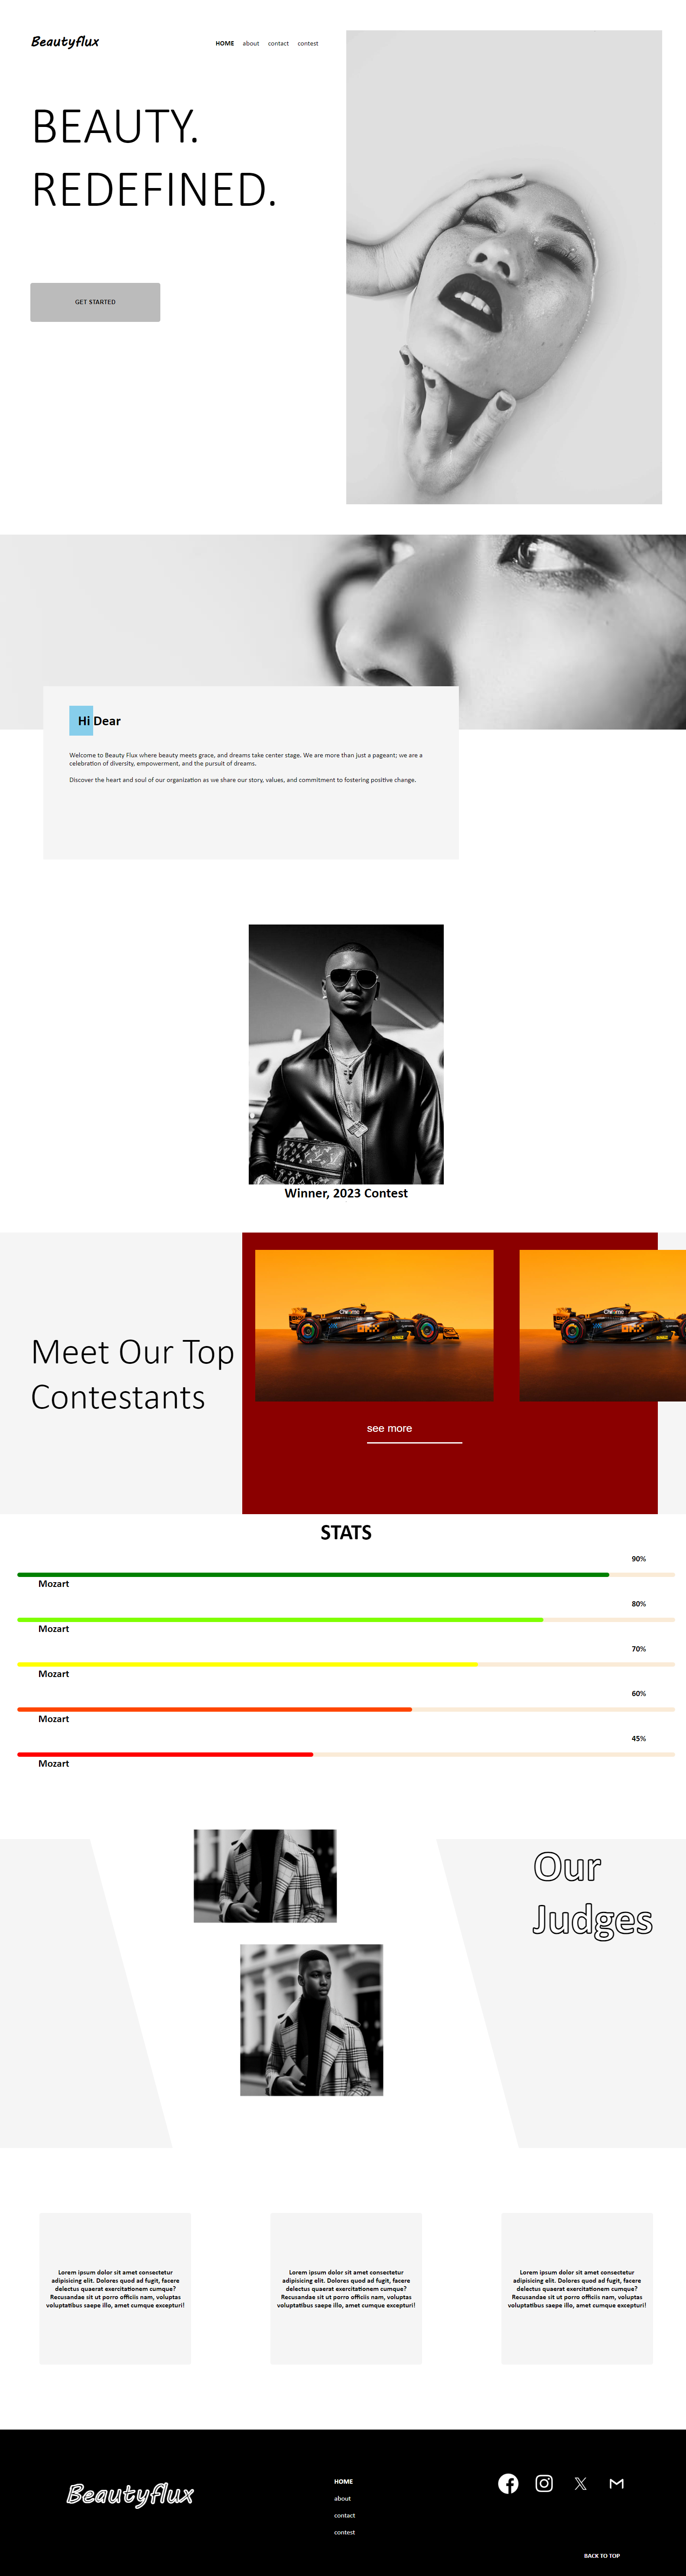 Beautyflux
HOME about contact contest
BEAUTY.
REDEFINED.
GET STARTED
Hi Dear
Welcome to Beauty Flux where beauty meets grace, and dreams take center stage. We are more than just a pageant; we are a
celebration of diversity, empowerment, and the pursuit of dreams.
Discover the heart and soul of our organization as we share our story, values, and commitment to fostering positive change.
Winner, 2023 Contest
Meet Our Top
Contestants
see more
STATS
90%
Mozart
80%
Mozart
70%
Mozart
60%
Mozart
45%
Mozart
Our
Judges
Lorem ipsum dolor sit amet consectetur
adipisicing elit. Dolores quod ad fugit, facere
delectus quaerat exercitationem cumque?
Recusandae sit ut porro officiis nam, voluptas
voluptatibus saepe illo, amet cumque excepturi!
Lorem ipsum dolor sit amet consectetur
adipisicing elit. Dolores quod ad fugit, facere
delectus quaerat exercitationem cumque?
Recusandae sit ut porro officiis nam, voluptas
voluptatibus saepe illo, amet cumque excepturi!
Lorem ipsum dolor sit amet consectetur
adipisicing elit. Dolores quod ad fugit, facere
delectus quaerat exercitationem cumque?
Recusandae sit ut porro officiis nam, voluptas
voluptatibus saepe illo, amet cumque excepturi!
Beautyflux
HOME
about
contact
contest
BACK TO TOP